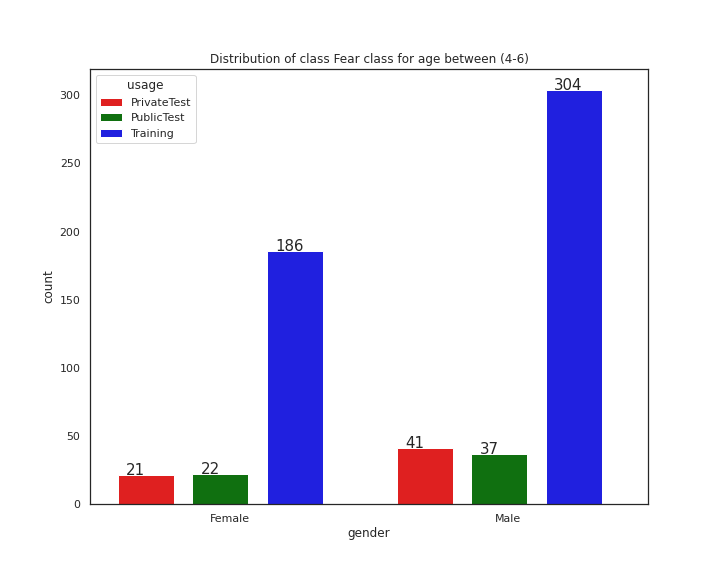 Distribution of class Fear class for age between (4-6)
usage
PrivateTest
PublicTest
Training
300
250
200
150
100
50
0
count
21
22
186
41
37
304
Female
Male
gender